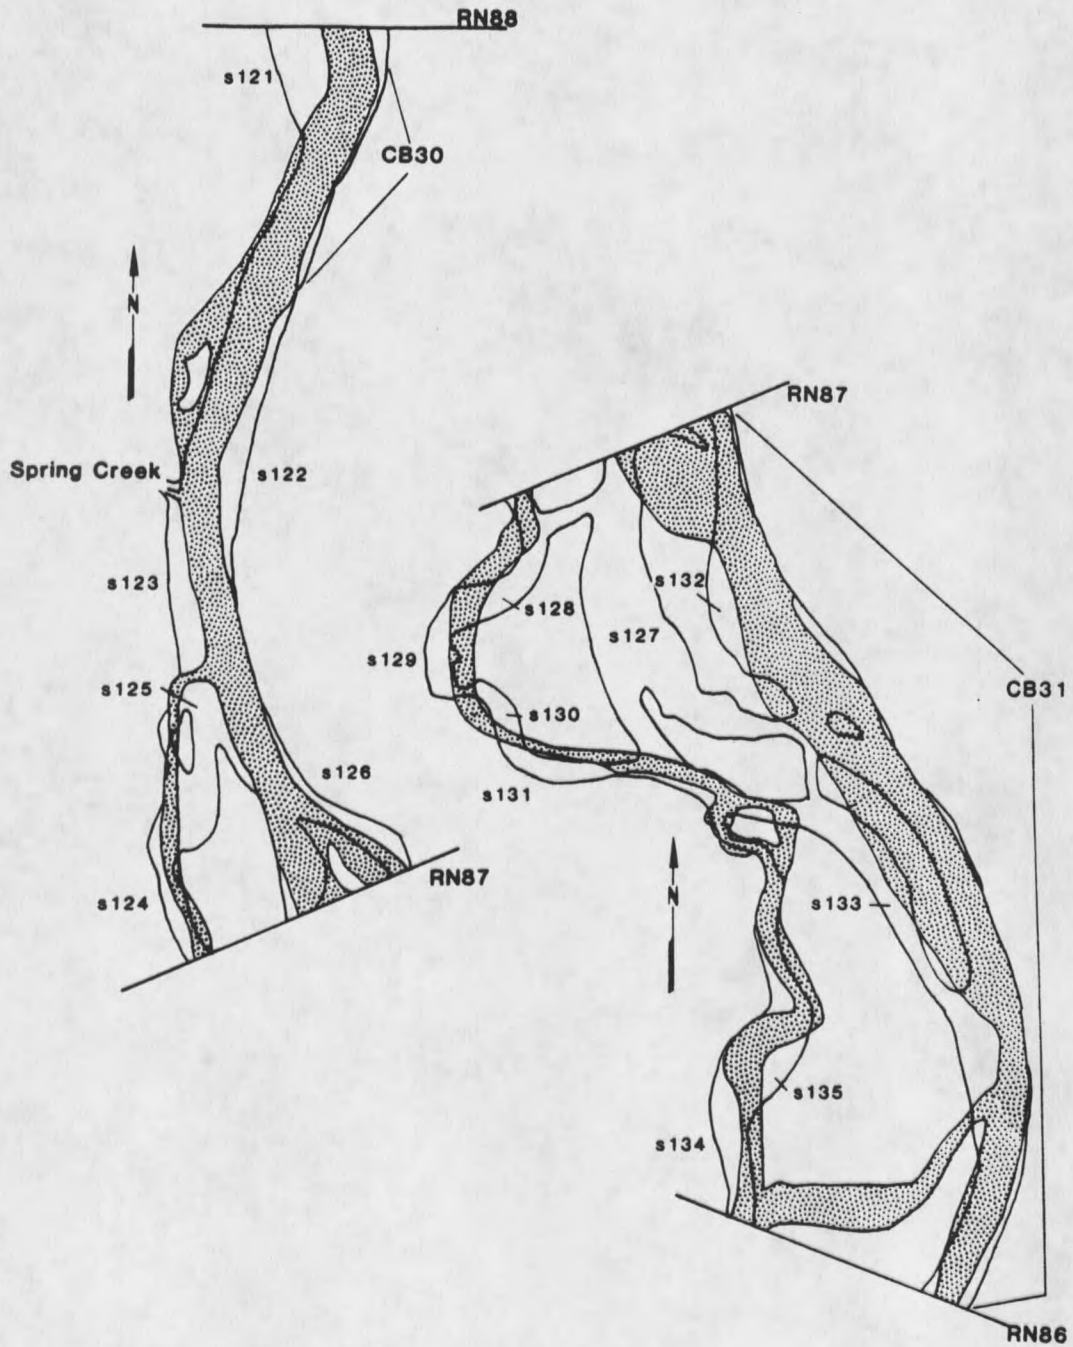 RN88
s121
CB30
N
RN87
Spring Creek
s122
s123
s132
s128
s127
s129
s125
CB31
s130
s126
s131
RN87
N
s133
s124
s135
s134
RN86